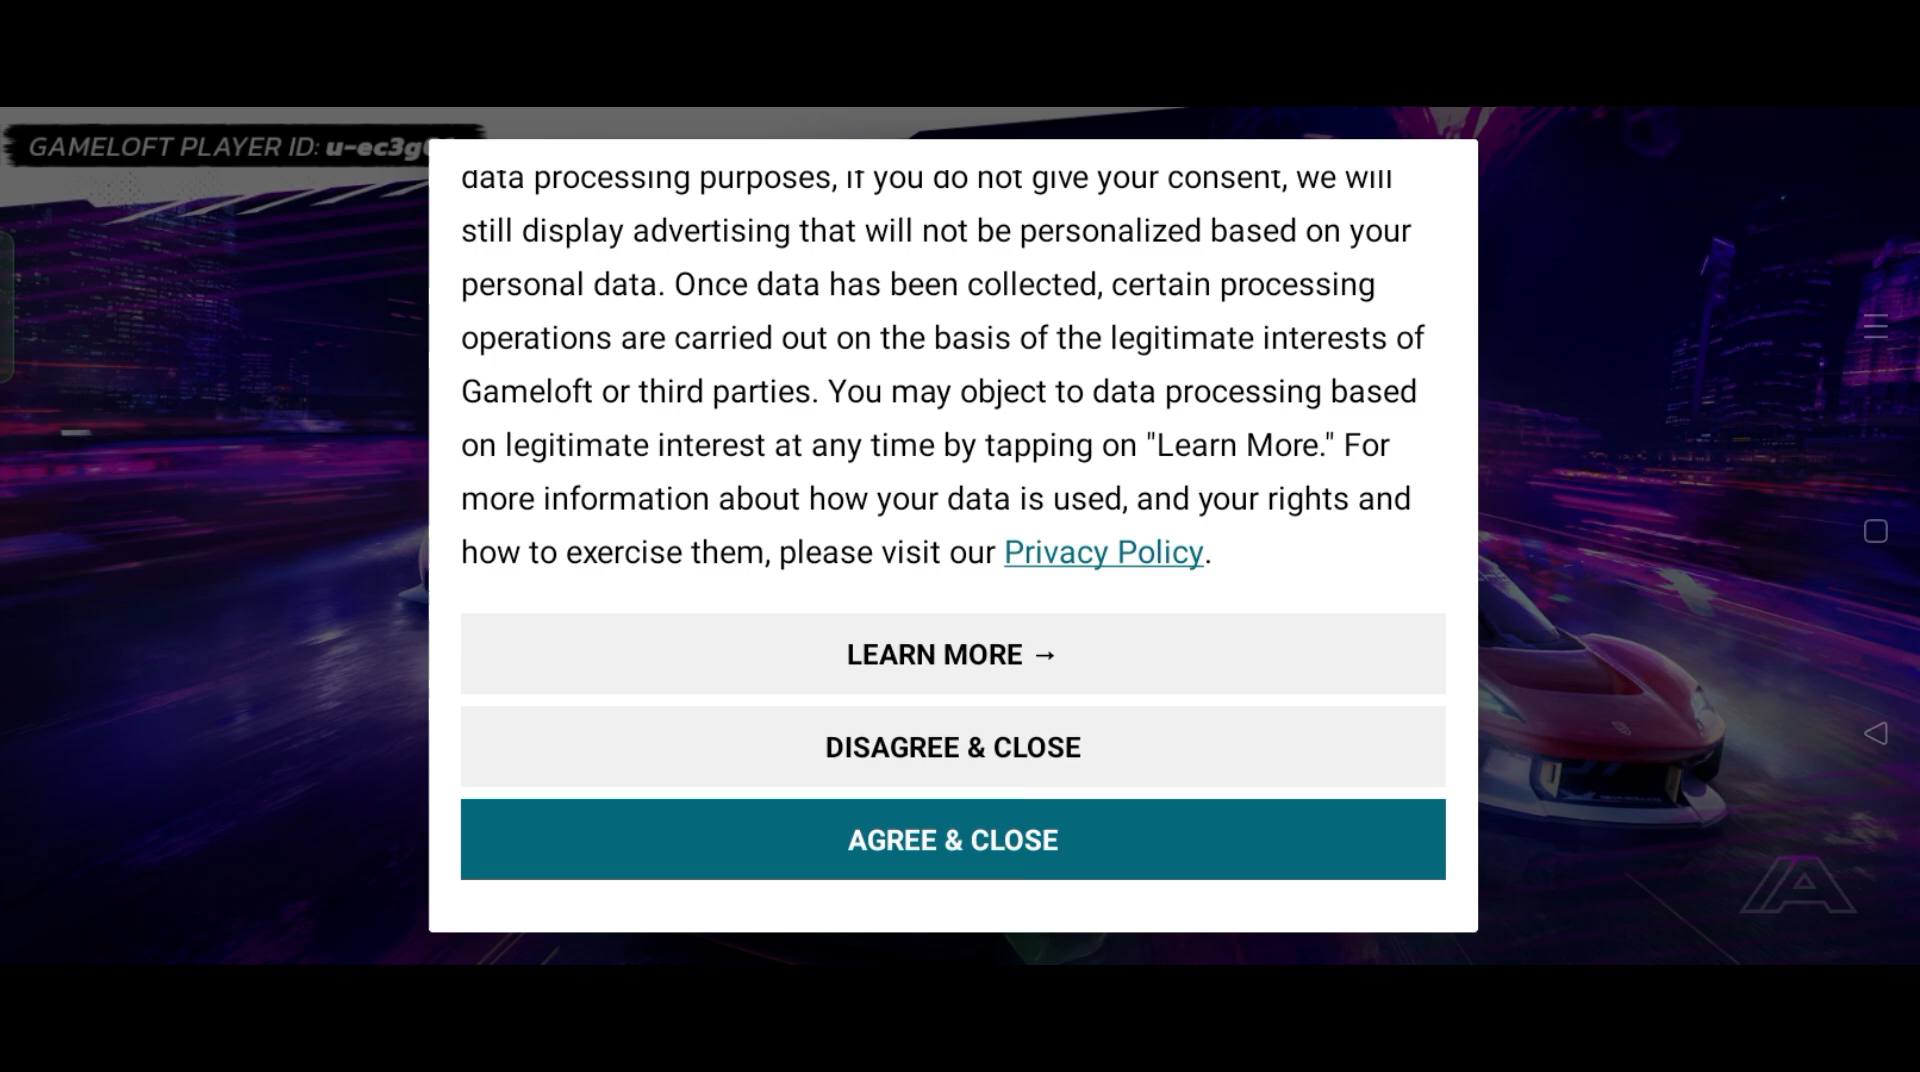 GAMELOFT PLAYER ID:
data processing purposes, if you do not give your consent, we will
still display advertising that will not be personalized based on your
personal data. Once data has been collected, certain processing
operations are carried out on the basis of the legitimate interests of
Gameloft or third parties. You may object to data processing based
on legitimate interest at any time by tapping on "Learn More." For
more information about how your data is used, and your rights and
how to exercise them, please visit our Privacy Policy.
LEARN MORE →
DISAGREE & CLOSE
AGREE & CLOSE